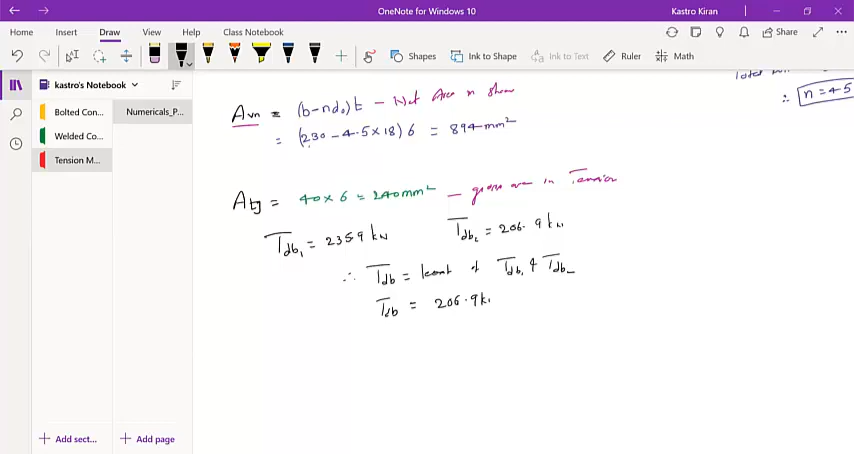 OneNote for Windows 10
Kastro Kiran
Home Insert Draw View Help Class Notebook
Share
Shapes Ink to Shape Ink to Text Ruler Math
kastro's Notebook
Bolted Con... Numericals_P...
Welded Co...
Tension M...
Avn = (b-nd₀)t - Net Area in Shear
= (230 - 4.5 × 18) 6 = 894 mm²
∴ n = 4.5
Atg = 40 × 6 = 240 mm² - gross area in Tension
Tdb₁ = 235.9 kN Tdb₂ = 206.9 kN
∴ Tdb = least of Tdb₁ & Tdb₂
Tdb = 206.9 k
+ Add sect... + Add page